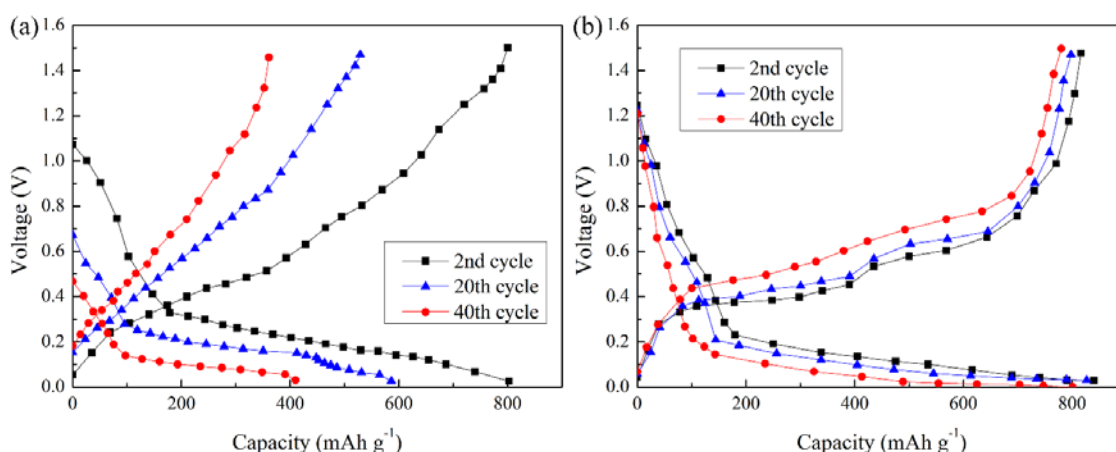 (a)
1.6
1.4
1.2
1.0
0.8
0.6
0.4
0.2
0.0
Voltage (V)
2nd cycle
20th cycle
40th cycle
0 200 400 600 800
Capacity (mAh g⁻¹)
(b)
1.6
1.4
1.2
1.0
0.8
0.6
0.4
0.2
0.0
Voltage (V)
2nd cycle
20th cycle
40th cycle
0 200 400 600 800
Capacity (mAh g⁻¹)